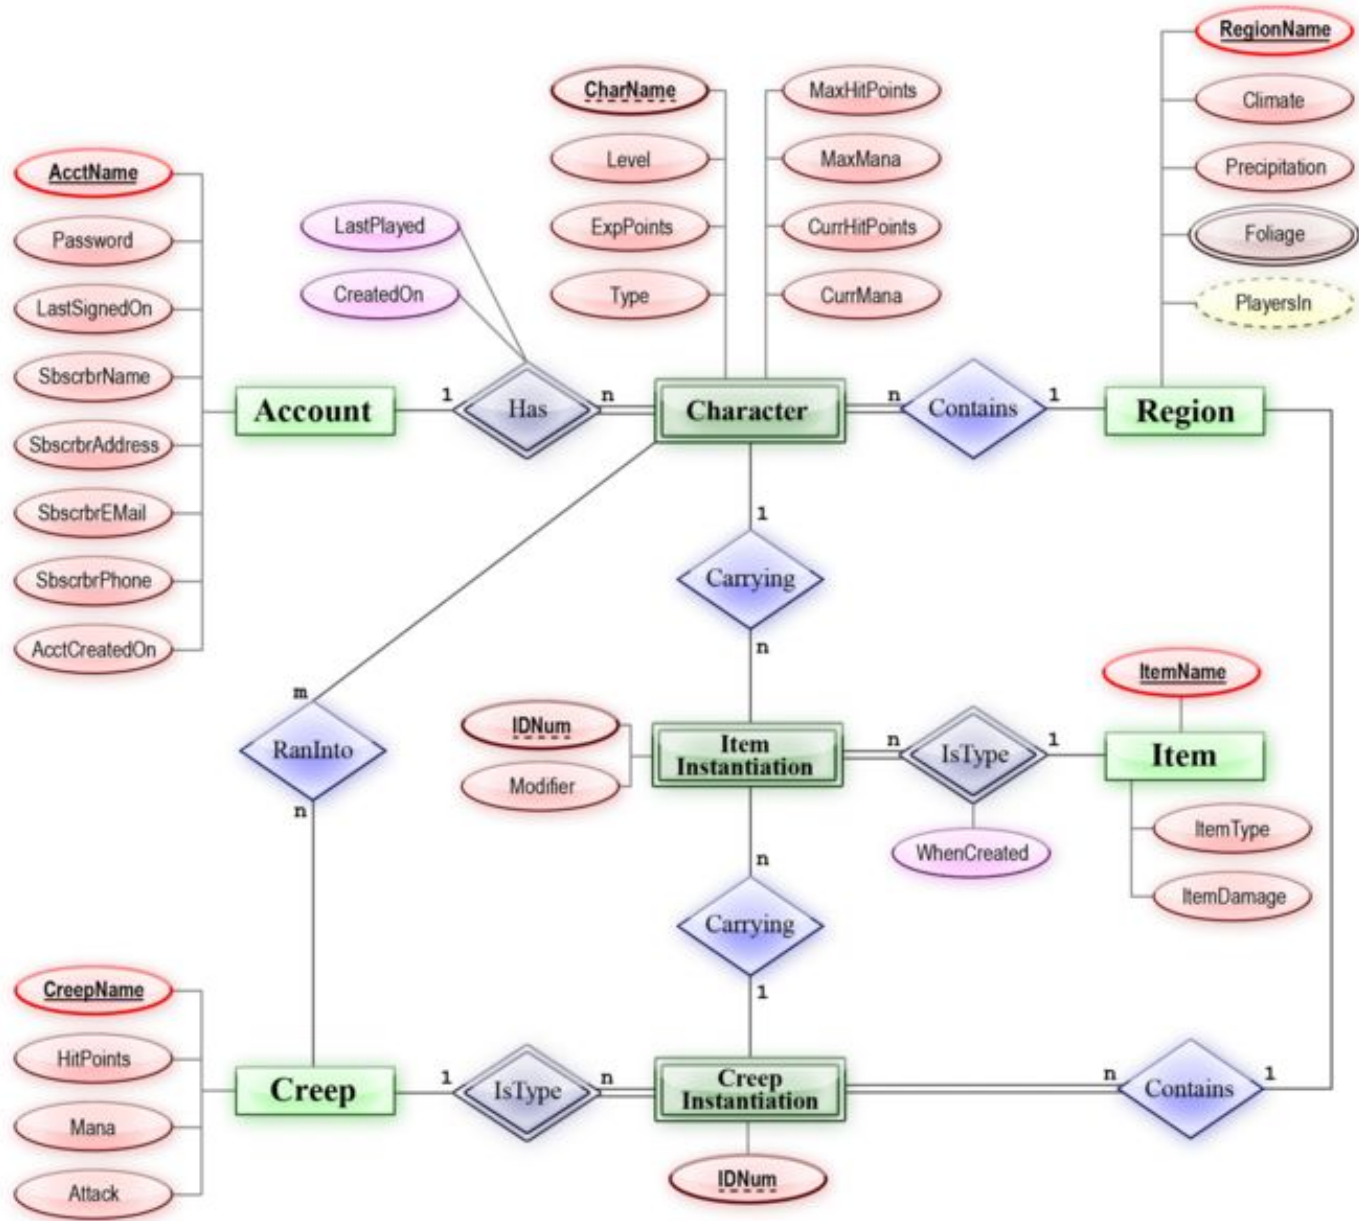 RegionName
CharName
MaxHitPoints
Climate
AcctName
Level
MaxMana
Precipitation
Password
LastPlayed
ExpPoints
CurrHitPoints
Foliage
LastSignedOn
CreatedOn
Type
CurrMana
PlayersIn
SbscrbrName
Account
1
Has
n
Character
n
Contains
1
Region
SbscrbrAddress
SbscrbrEMail
1
SbscrbrPhone
Carrying
AcctCreatedOn
n
m
ItemName
RanInto
IDNum
Item
Instantiation
n
IsType
1
Item
Modifier
n
ItemType
WhenCreated
n
ItemDamage
Carrying
CreepName
1
HitPoints
Creep
1
IsType
n
Creep
Instantiation
n
Contains
1
Mana
Attack
IDNum